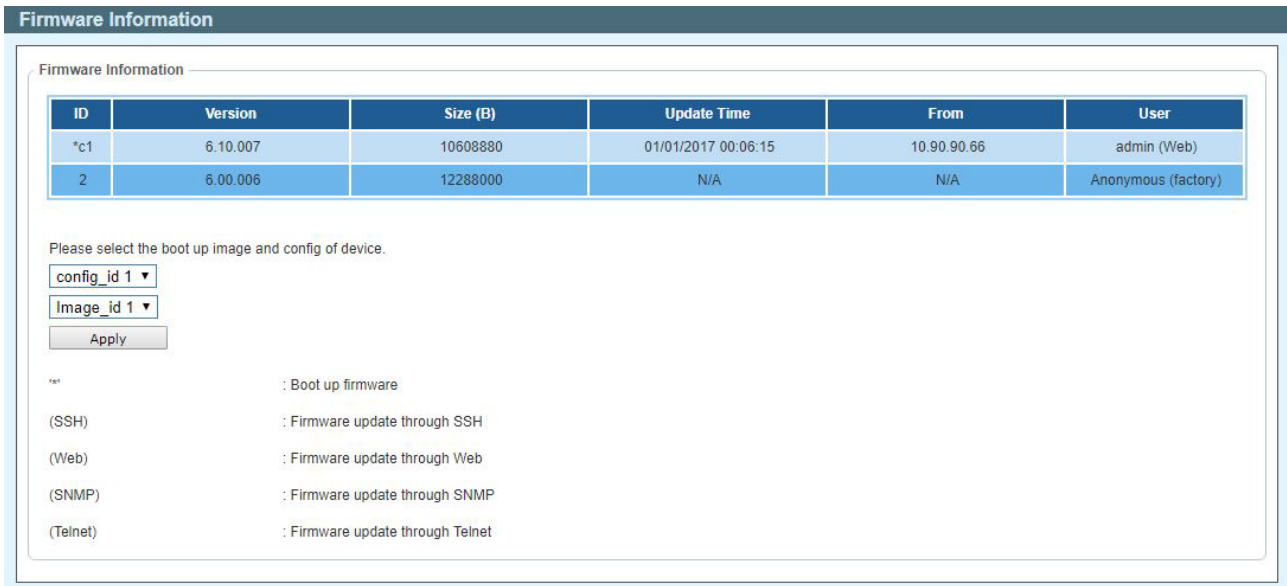 Firmware Information
Firmware Information
ID Version Size (B) Update Time From User
*c1 6.10.007 10608880 01/01/2017 00:06:15 10.90.90.66 admin (Web)
2 6.00.006 12288000 N/A N/A Anonymous (factory)
Please select the boot up image and config of device.
config_id 1
Image_id 1
Apply
'*' : Boot up firmware
(SSH) : Firmware update through SSH
(Web) : Firmware update through Web
(SNMP) : Firmware update through SNMP
(Telnet) : Firmware update through Telnet